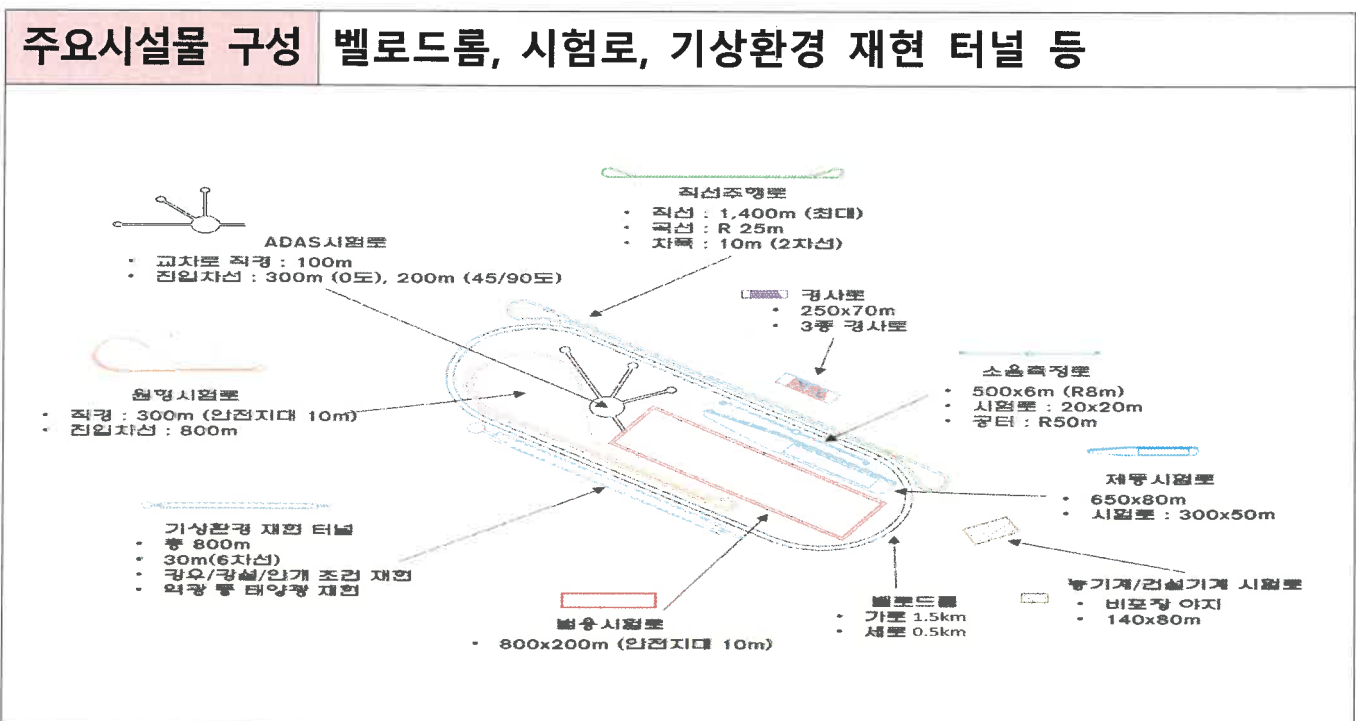 주요시설물 구성
벨로드롬, 시험로, 기상환경 재현 터널 등
직선주행로
• 직선 : 1,400m (최대)
• 곡선 : R 25m
• 차폭 : 10m (2차선)
ADAS시험로
• 교차로 직경 : 100m
• 진입차선 : 300m (0도), 200m (45/90도)
경사로
• 250x70m
• 3종 경사로
원형시험로
• 직경 : 300m (안전지대 10m)
• 진입차선 : 800m
소음측정로
• 500x6m (R8m)
• 시험로 : 20x20m
• 공터 : R50m
제동시험로
• 650x80m
• 시험로 : 300x50m
기상환경 재현 터널
• 총 800m
• 30m(6차선)
• 강우/강설/안개 조건 재현
• 역광 등 태양광 재현
범용시험로
• 800x200m (안전지대 10m)
벨로드롬
• 가로 1.5km
• 세로 0.5km
농기계/건설기계 시험로
• 비포장 야지
• 140x80m